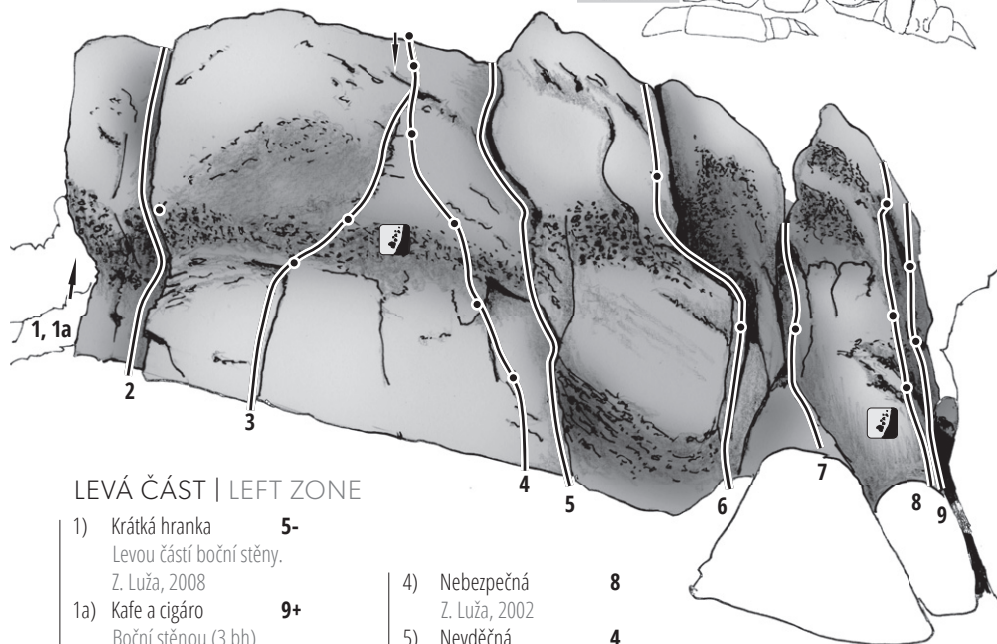 1, 1a
2
3
4
5
6
7
8
9
LEVÁ ČÁST | LEFT ZONE
1) Krátká hranka 5-
Levou částí boční stěny.
Z. Luža, 2008
1a) Kafe a cigáro 9+
Boční stěnou (3 bh)
4) Nebezpečná 8
Z. Luža, 2002
5) Nevděčná 4